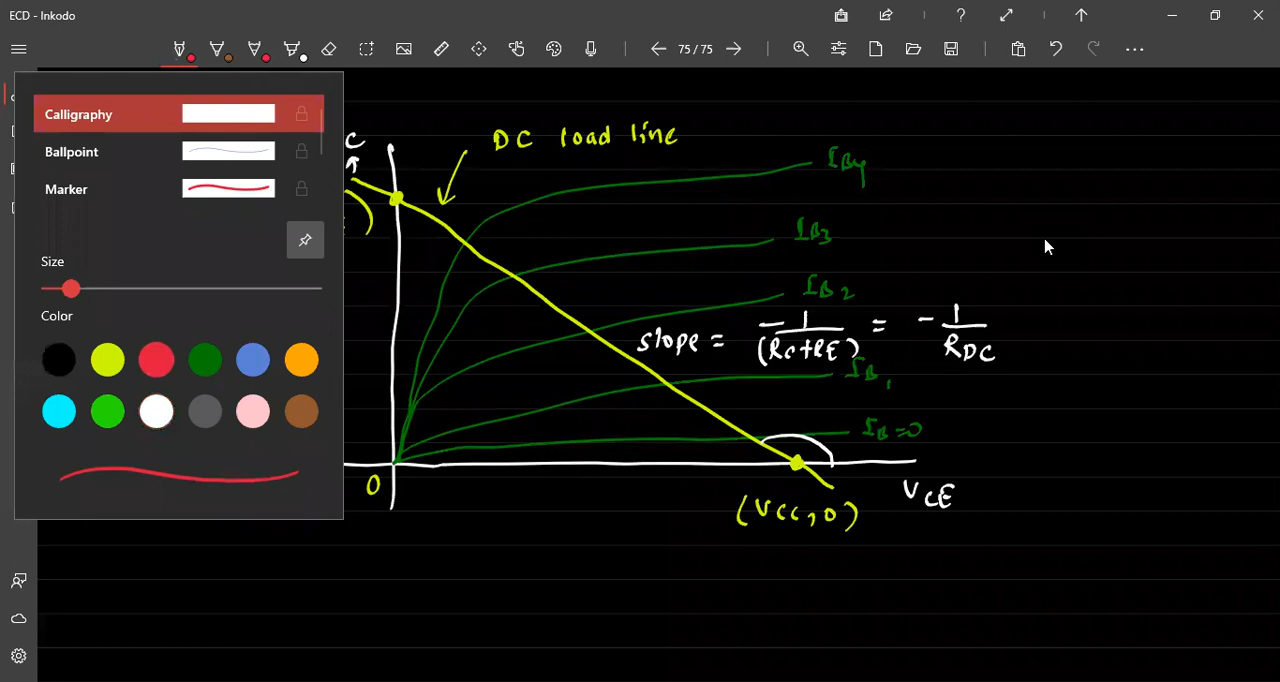 ECD - Inkodo
75 / 75
Calligraphy
Ballpoint
Marker
Size
Color
C
DC load line
IB4
IB3
IB2
slope = -1/(RC+RE) = -1/RDC
IB1
IB=0
0
(VCC, 0)
VCE